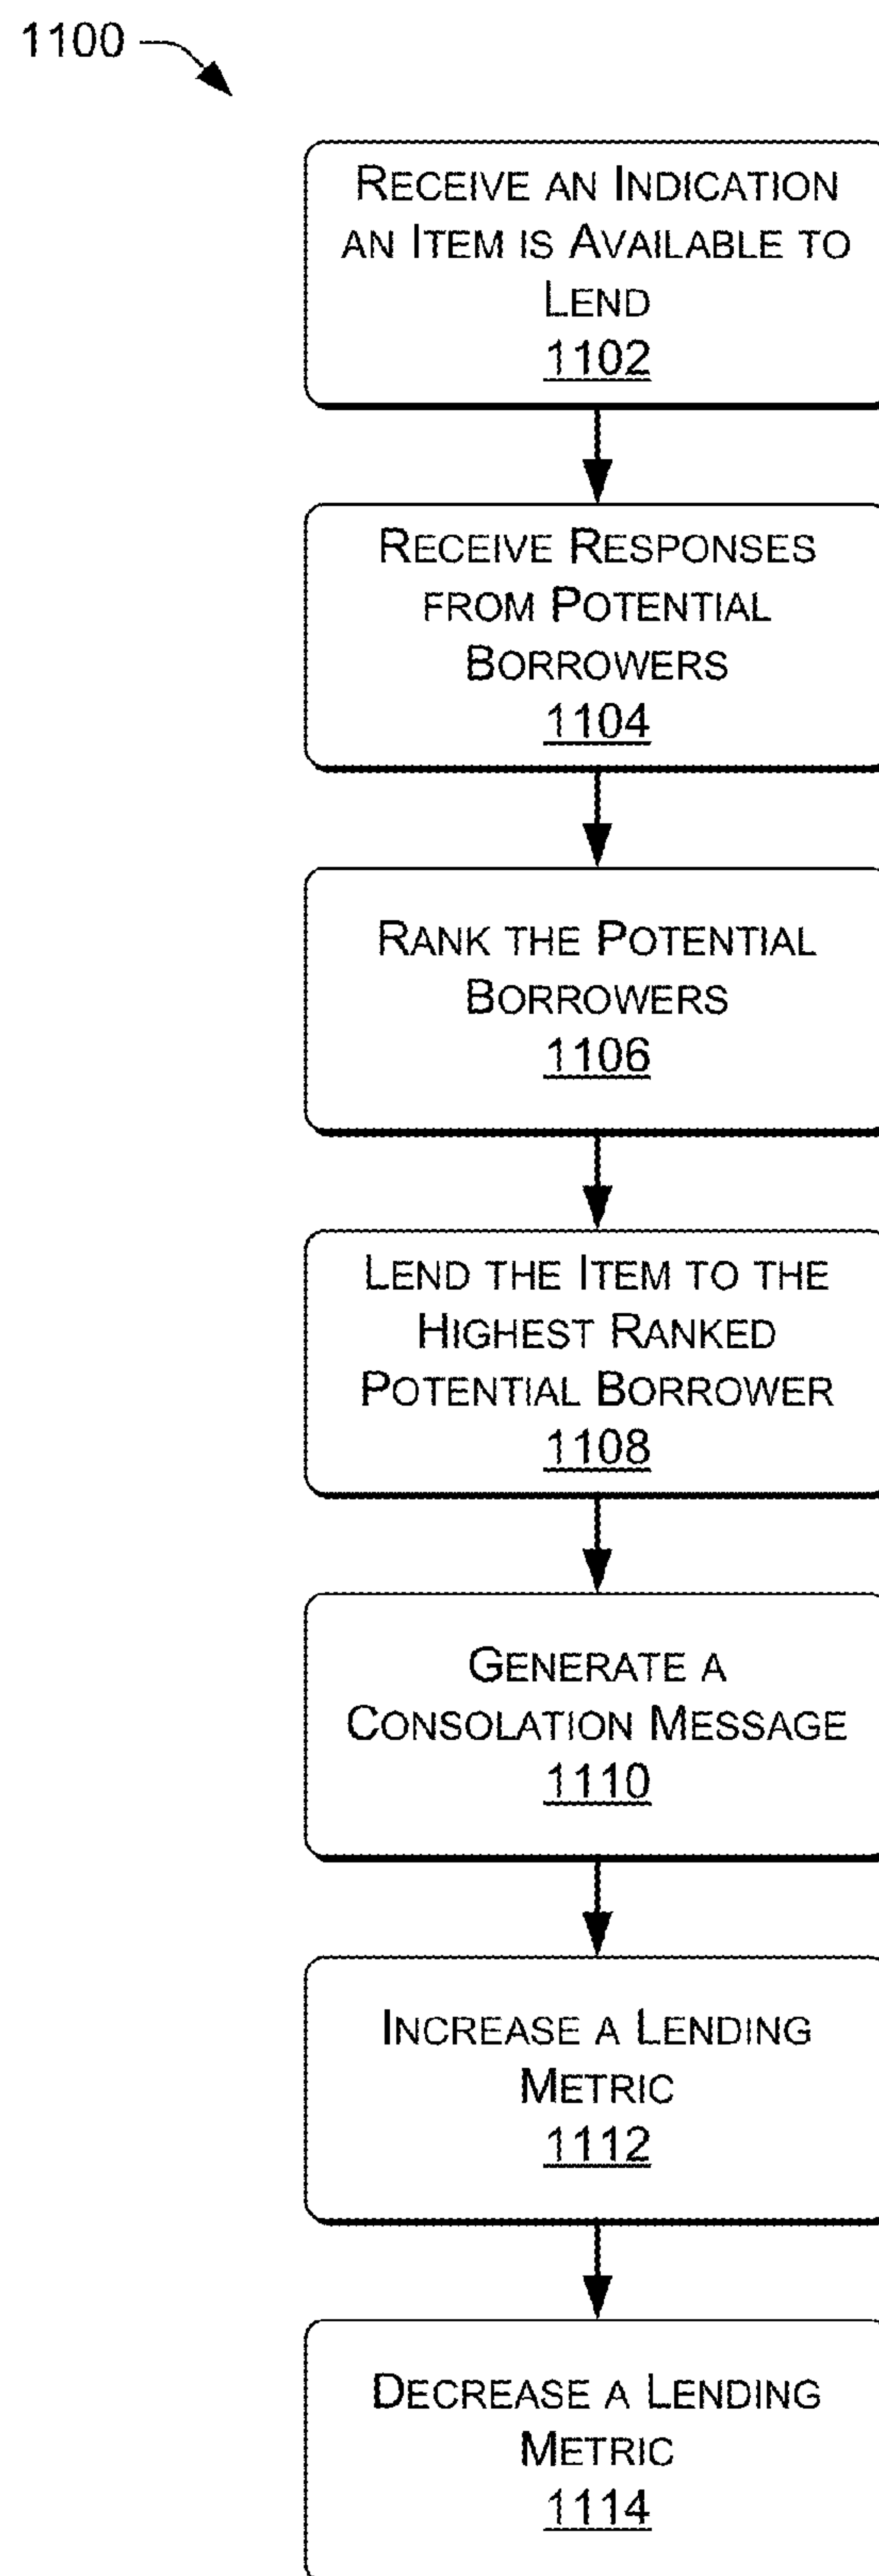 1100
RECEIVE AN INDICATION
AN ITEM IS AVAILABLE TO
LEND
1102
RECEIVE RESPONSES
FROM POTENTIAL
BORROWERS
1104
RANK THE POTENTIAL
BORROWERS
1106
LEND THE ITEM TO THE
HIGHEST RANKED
POTENTIAL BORROWER
1108
GENERATE A
CONSOLATION MESSAGE
1110
INCREASE A LENDING
METRIC
1112
DECREASE A LENDING
METRIC
1114